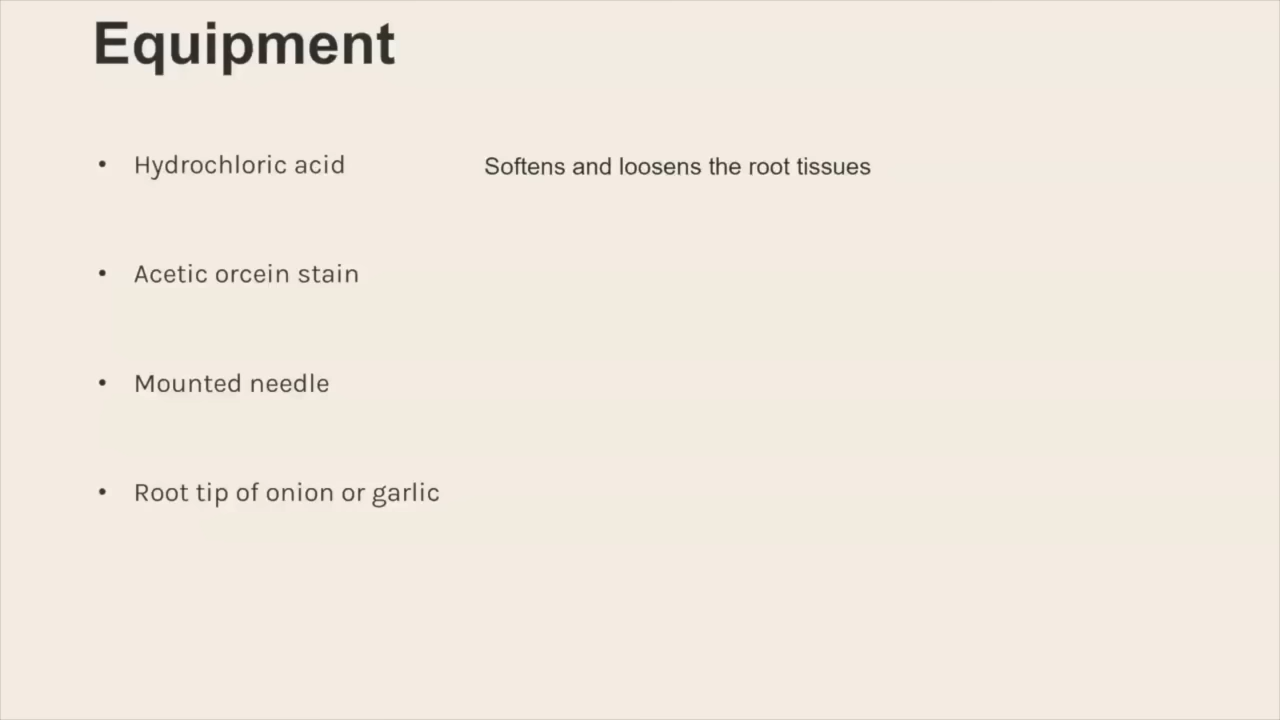 Equipment
• Hydrochloric acid Softens and loosens the root tissues
• Acetic orcein stain
• Mounted needle
• Root tip of onion or garlic